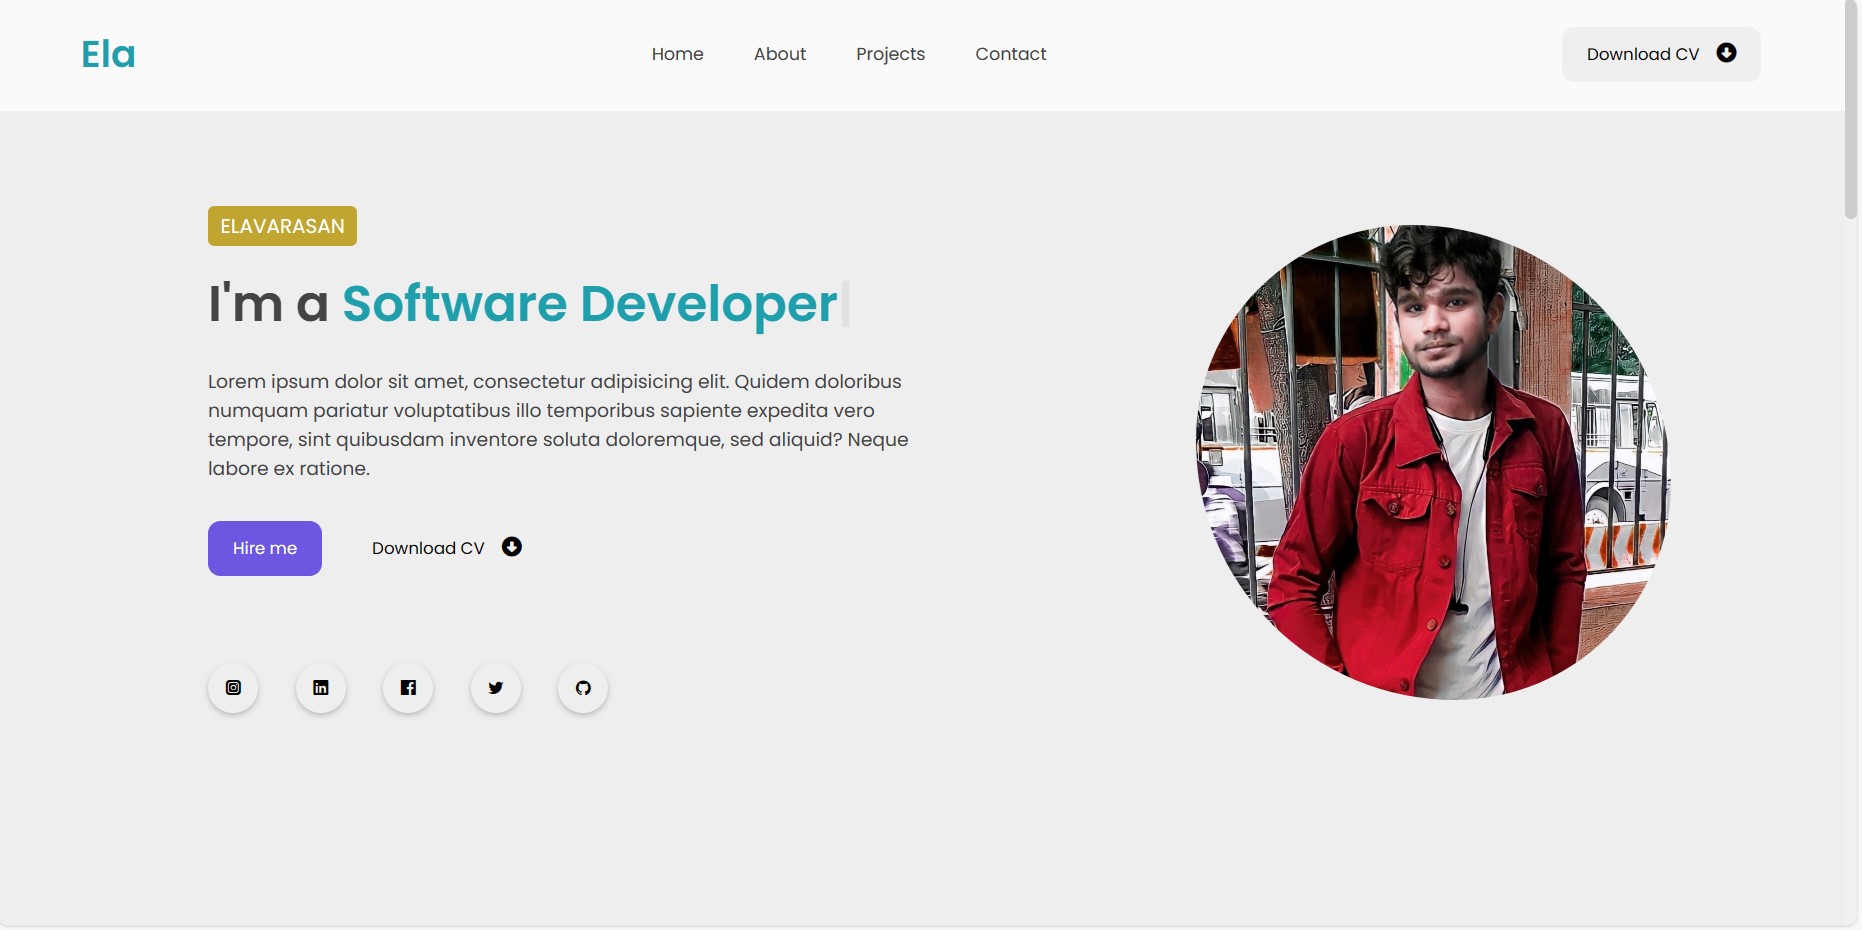 Ela
Home
About
Projects
Contact
Download CV
ELAVARASAN
I'm a Software Developer
Lorem ipsum dolor sit amet, consectetur adipisicing elit. Quidem doloribus
numquam pariatur voluptatibus illo temporibus sapiente expedita vero
tempore, sint quibusdam inventore soluta doloremque, sed aliquid? Neque
labore ex ratione.
Hire me
Download CV